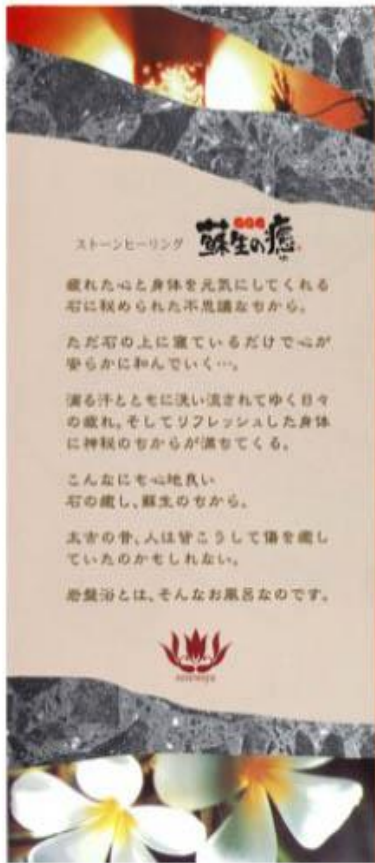 ストーンヒーリング 蘇生の癒
疲れた心と身体を元気にしてくれる
石に秘められた不思議なちから。
ただ石の上に寝ているだけで心が
安らかに和んでいく…。
滴る汗とともに洗い流されてゆく日々
の疲れ。そしてリフレッシュした身体
に神秘のちからが満ちてくる。
こんなにも心地良い
石の癒し、蘇生のちから。
太古の昔、人は皆こうして傷を癒し
ていたのかもしれない。
岩盤浴とは、そんなお風呂なのです。